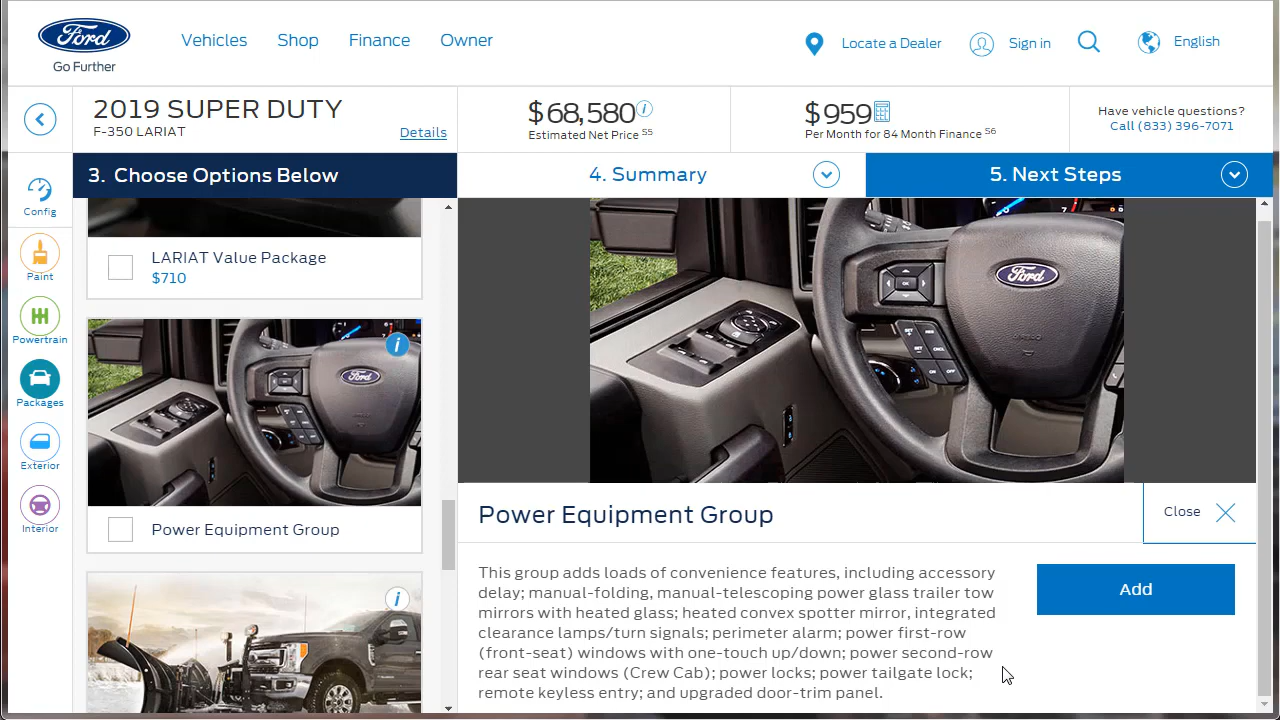 Ford
Go Further
Vehicles
Shop
Finance
Owner
Locate a Dealer
Sign in
English
2019 SUPER DUTY
F-350 LARIAT
Details
$68,580
Estimated Net Price S5
$959
Per Month for 84 Month Finance S6
Have vehicle questions?
Call (833) 396-7071
3. Choose Options Below
4. Summary
5. Next Steps
Config
Paint
Powertrain
Packages
Exterior
Interior
LARIAT Value Package
$710
Ford
Power Equipment Group
Ford
OK
Power Equipment Group
Close
This group adds loads of convenience features, including accessory
delay; manual-folding, manual-telescoping power glass trailer tow
mirrors with heated glass; heated convex spotter mirror, integrated
clearance lamps/turn signals; perimeter alarm; power first-row
(front-seat) windows with one-touch up/down; power second-row
rear seat windows (Crew Cab); power locks; power tailgate lock;
remote keyless entry; and upgraded door-trim panel.
Add